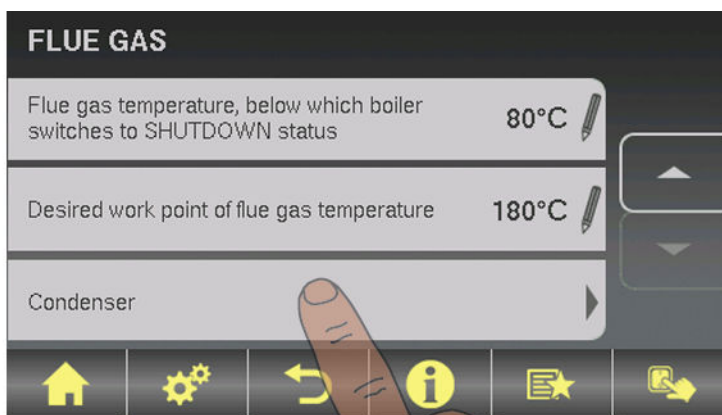 FLUE GAS
Flue gas temperature, below which boiler
switches to SHUTDOWN status
80°C
Desired work point of flue gas temperature
180°C
Condenser